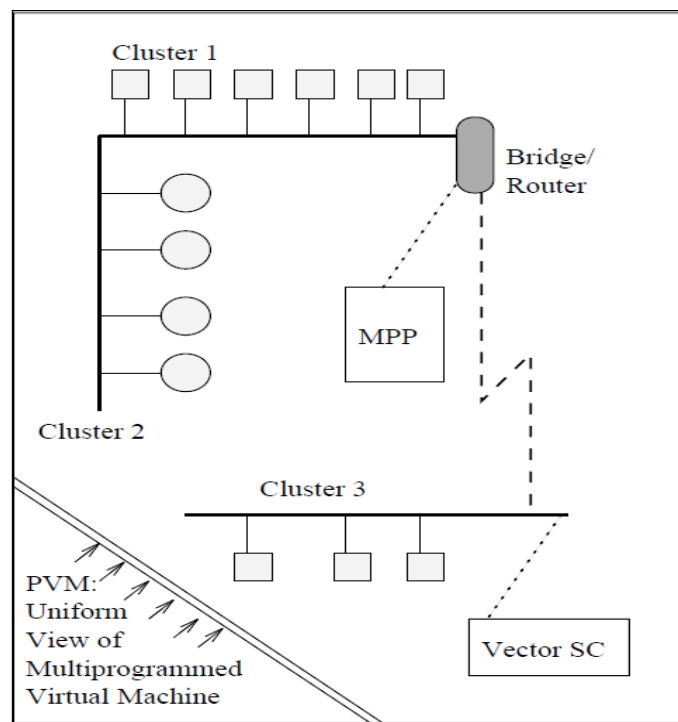 Cluster 1
Bridge/
Router
MPP
Cluster 2
Cluster 3
PVM:
Uniform
View of
Multiprogrammed
Virtual Machine
Vector SC